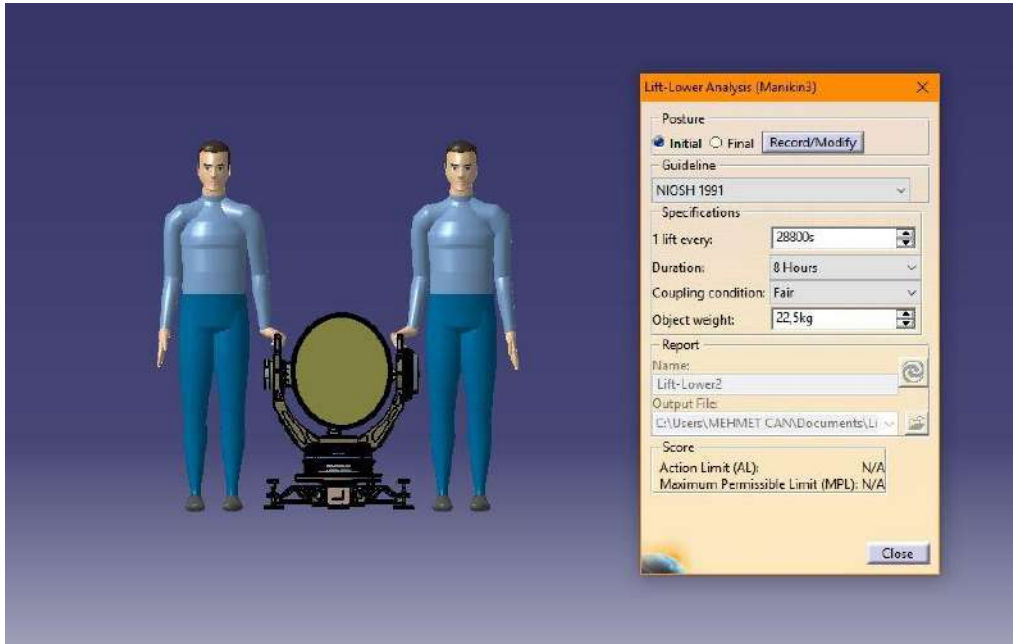 Lift-Lower Analysis (Manikin3)
Posture
Initial Final Record/Modify
Guideline
NIOSH 1991
Specifications
1 lift every: 28800s
Duration: 8 Hours
Coupling condition: Fair
Object weight: 22,5kg
Report
Name:
Lift-Lower2
Output File:
C:\Users\MEHMET CAN\Documents\Li
Score
Action Limit (AL): N/A
Maximum Permissible Limit (MPL): N/A
Close